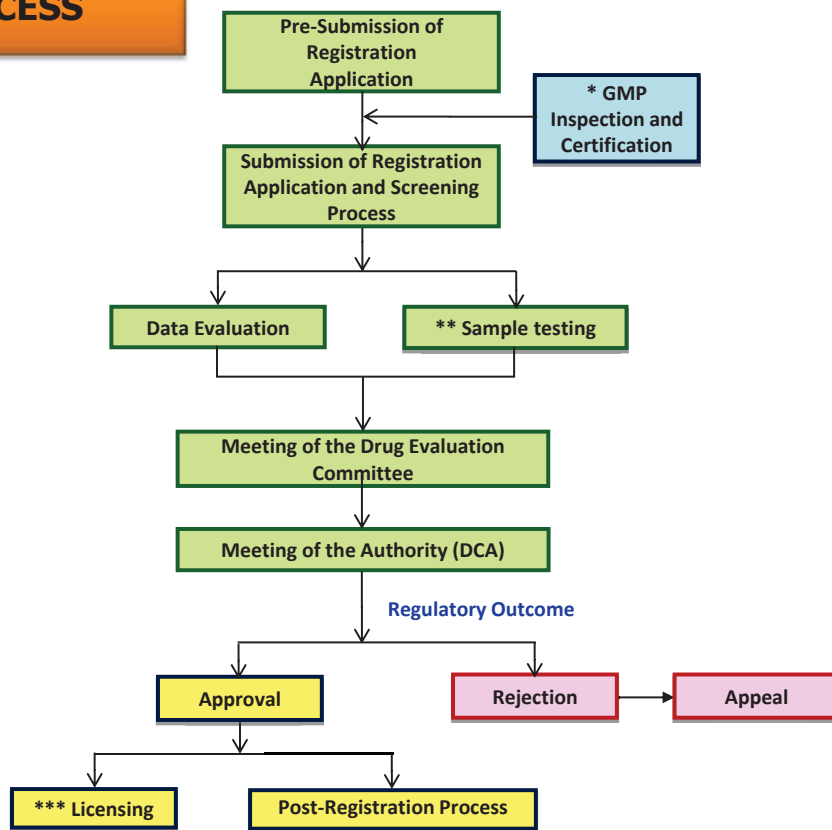 CESS
Pre-Submission of
Registration
Application
* GMP
Inspection and
Certification
Submission of Registration
Application and Screening
Process
Data Evaluation
** Sample testing
Meeting of the Drug Evaluation
Committee
Meeting of the Authority (DCA)
Regulatory Outcome
Approval
Rejection
Appeal
*** Licensing
Post-Registration Process